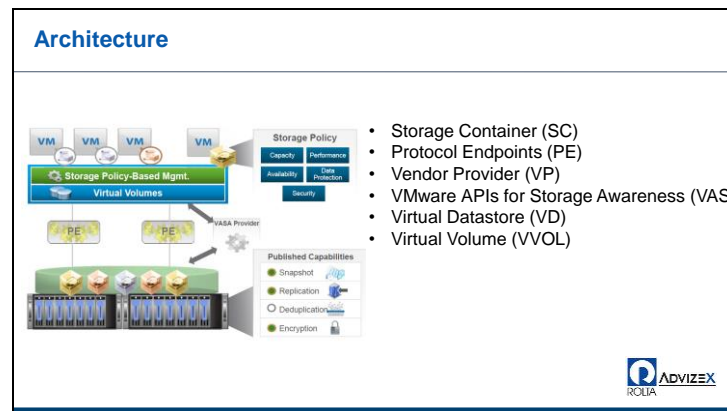 Architecture
VM VM VM VM
Storage Policy-Based Mgmt.
Virtual Volumes
PE PE
VASA Provider
Storage Policy
Capacity Performance
Availability Data Protection
Security
Published Capabilities
Snapshot
Replication
Deduplication
Encryption
• Storage Container (SC)
• Protocol Endpoints (PE)
• Vendor Provider (VP)
• VMware APIs for Storage Awareness (VAS
• Virtual Datastore (VD)
• Virtual Volume (VVOL)
ROLTA ADVIZEX